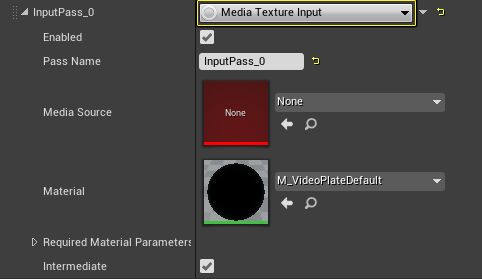 InputPass_0 Media Texture Input
Enabled
Pass Name InputPass_0
None
Media Source None
Material M_VideoPlateDefault
Required Material Parameters
Intermediate